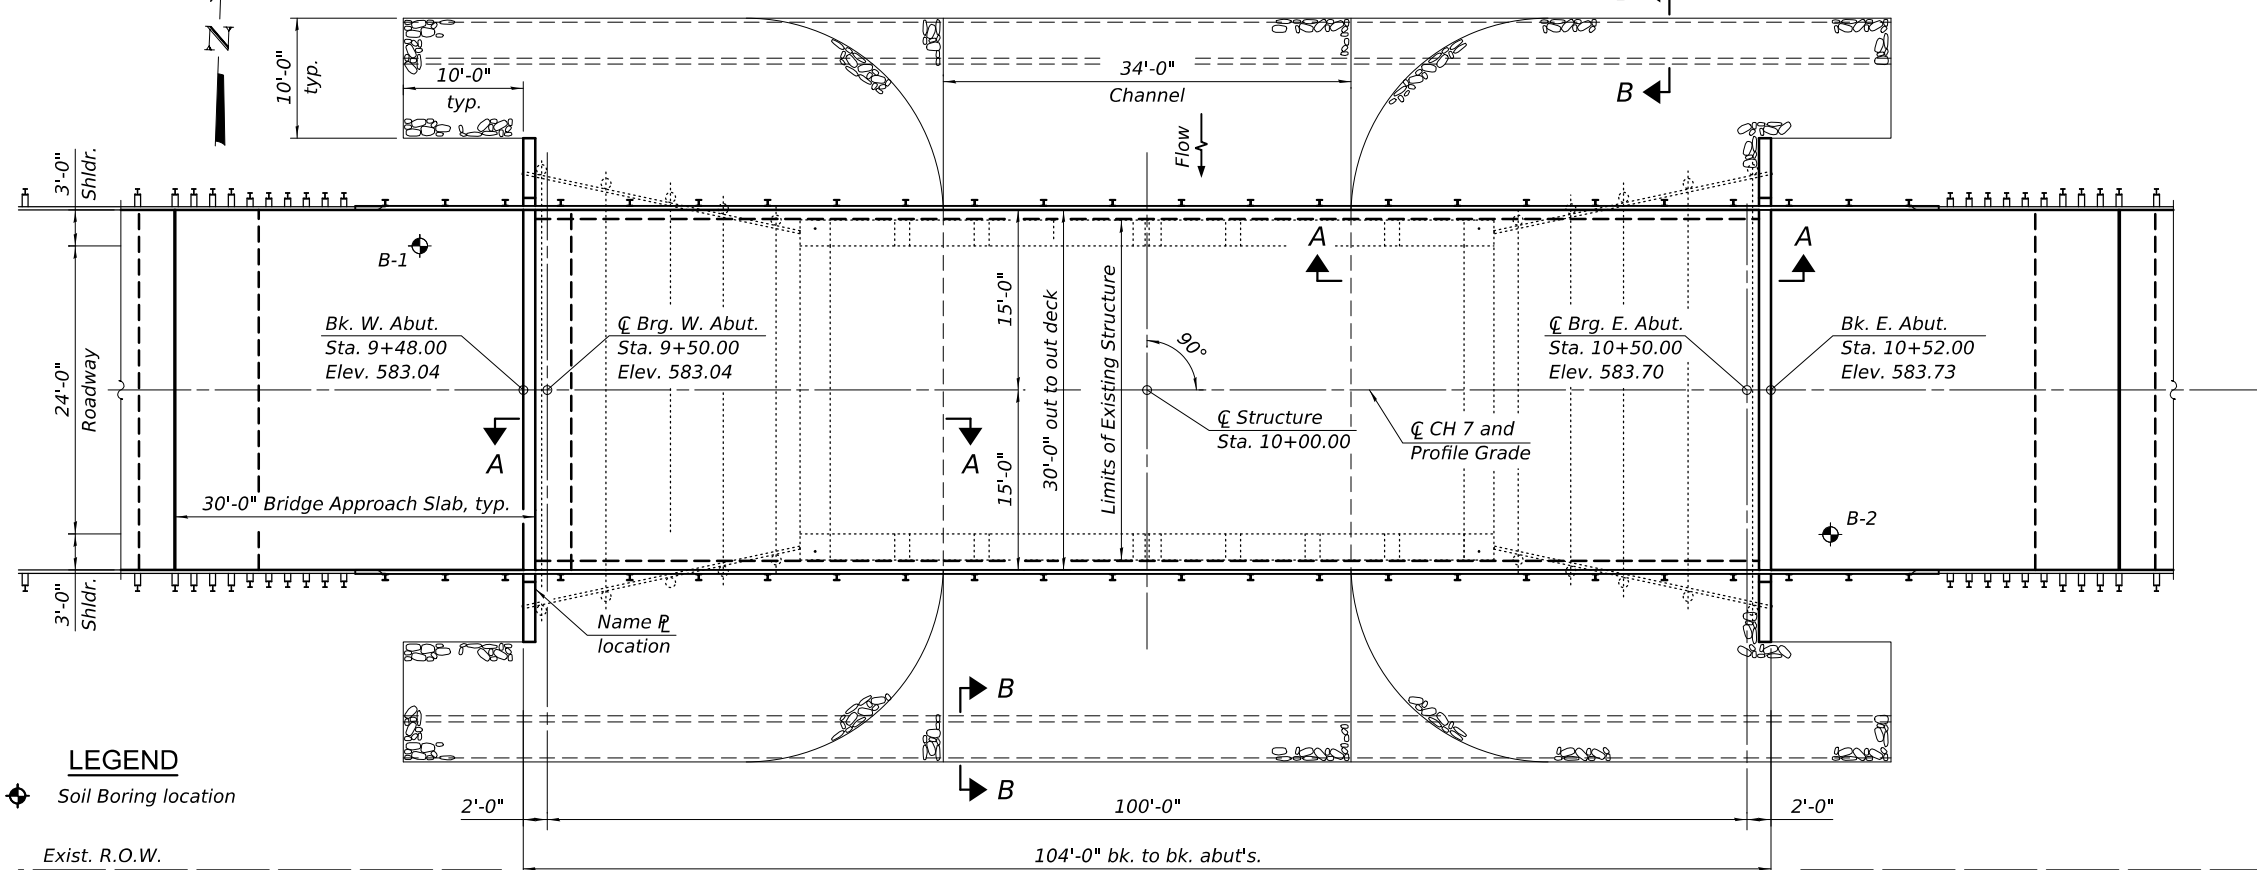 N
10'-0"
typ.
10'-0"
typ.
34'-0"
Channel
B
Flow
3'-0"
Shldr.
B-1
A
A
15'-0"
30'-0" out to out deck
Limits of Existing Structure
90°
Bk. W. Abut.
Sta. 9+48.00
Elev. 583.04
℄ Brg. W. Abut.
Sta. 9+50.00
Elev. 583.04
℄ Brg. E. Abut.
Sta. 10+50.00
Elev. 583.70
Bk. E. Abut.
Sta. 10+52.00
Elev. 583.73
24'-0"
Roadway
℄ Structure
Sta. 10+00.00
℄ CH 7 and
Profile Grade
A
A
15'-0"
30'-0" Bridge Approach Slab, typ.
B-2
3'-0"
Shldr.
Name PL
location
B
B
LEGEND
Soil Boring location
2'-0"
100'-0"
2'-0"
Exist. R.O.W.
104'-0" bk. to bk. abut's.